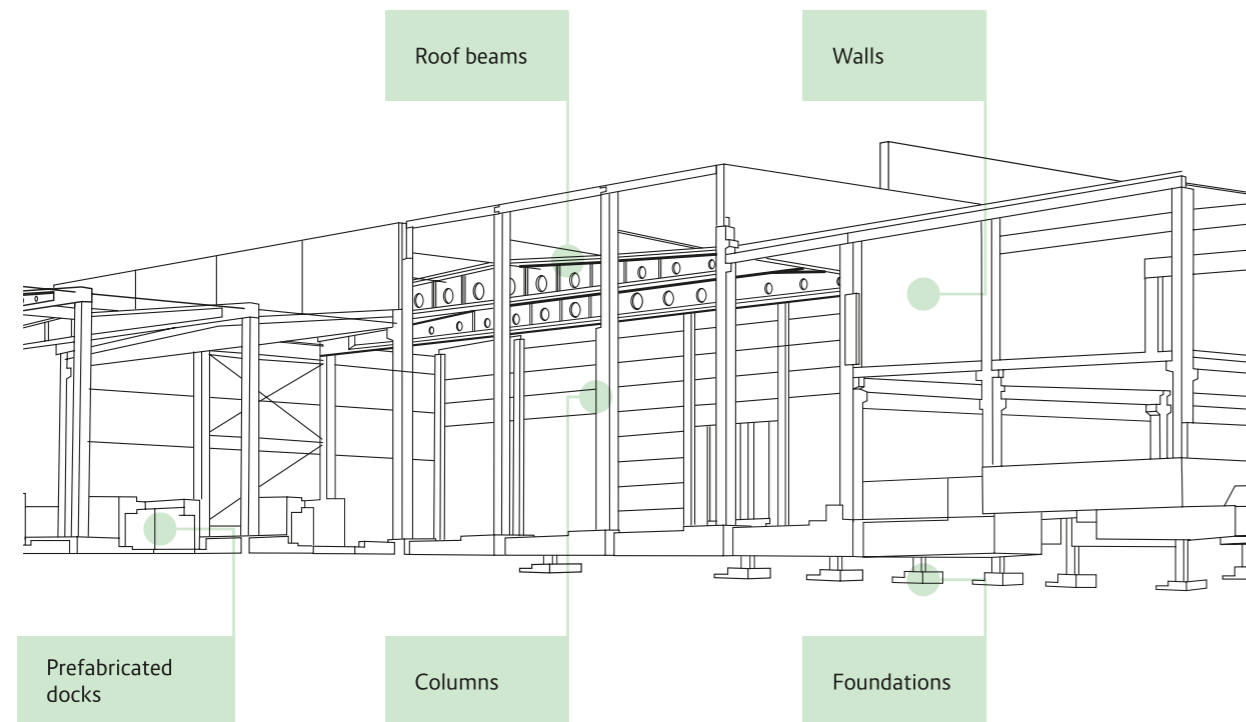 Roof beams
Walls
Prefabricated
docks
Columns
Foundations